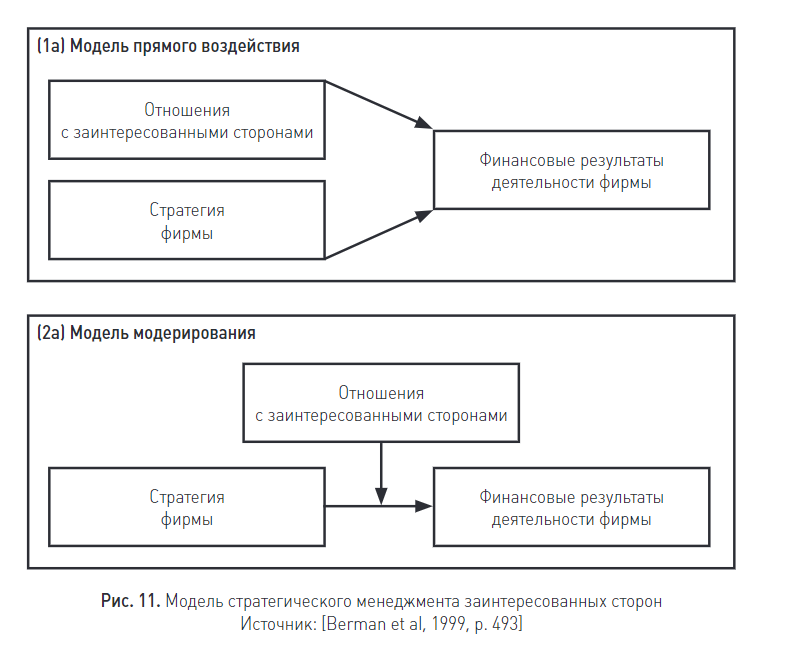 (1а) Модель прямого воздействия
Отношения
с заинтересованными сторонами
Стратегия
фирмы
Финансовые результаты
деятельности фирмы
(2а) Модель модерирования
Отношения
с заинтересованными сторонами
Стратегия
фирмы
Финансовые результаты
деятельности фирмы
Рис. 11. Модель стратегического менеджмента заинтересованных сторон
Источник: [Berman et al, 1999, p. 493]